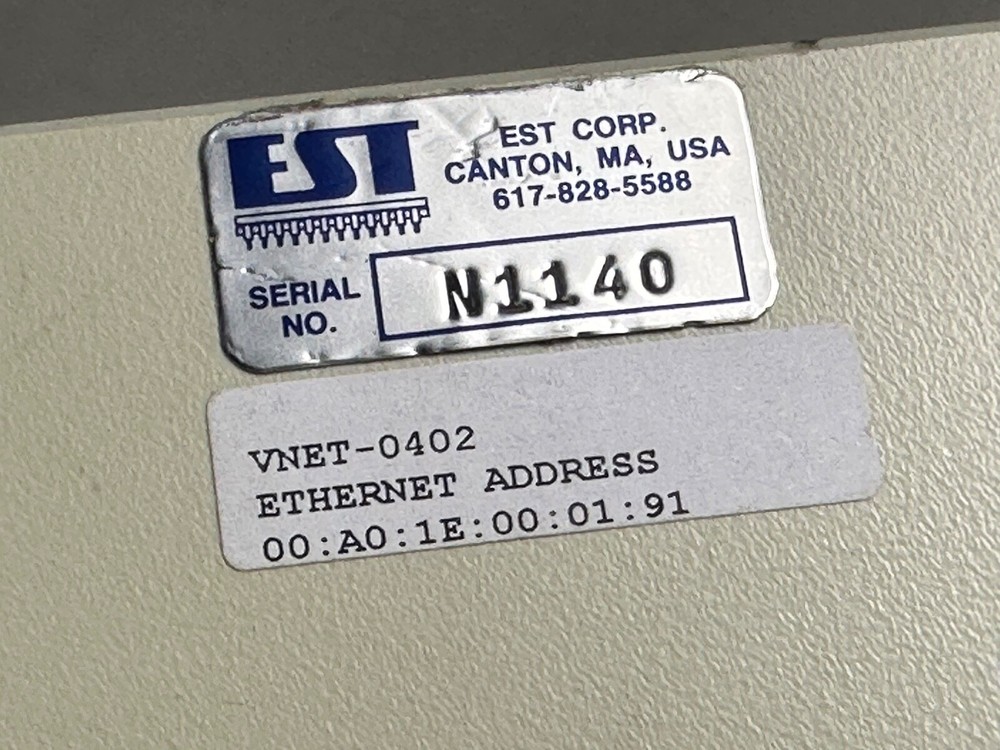 EST
EST CORP.
CANTON, MA, USA
617-828-5588
SERIAL
NO.
N1140
VNET-0402
ETHERNET ADDRESS
00:A0:1E:00:01:91